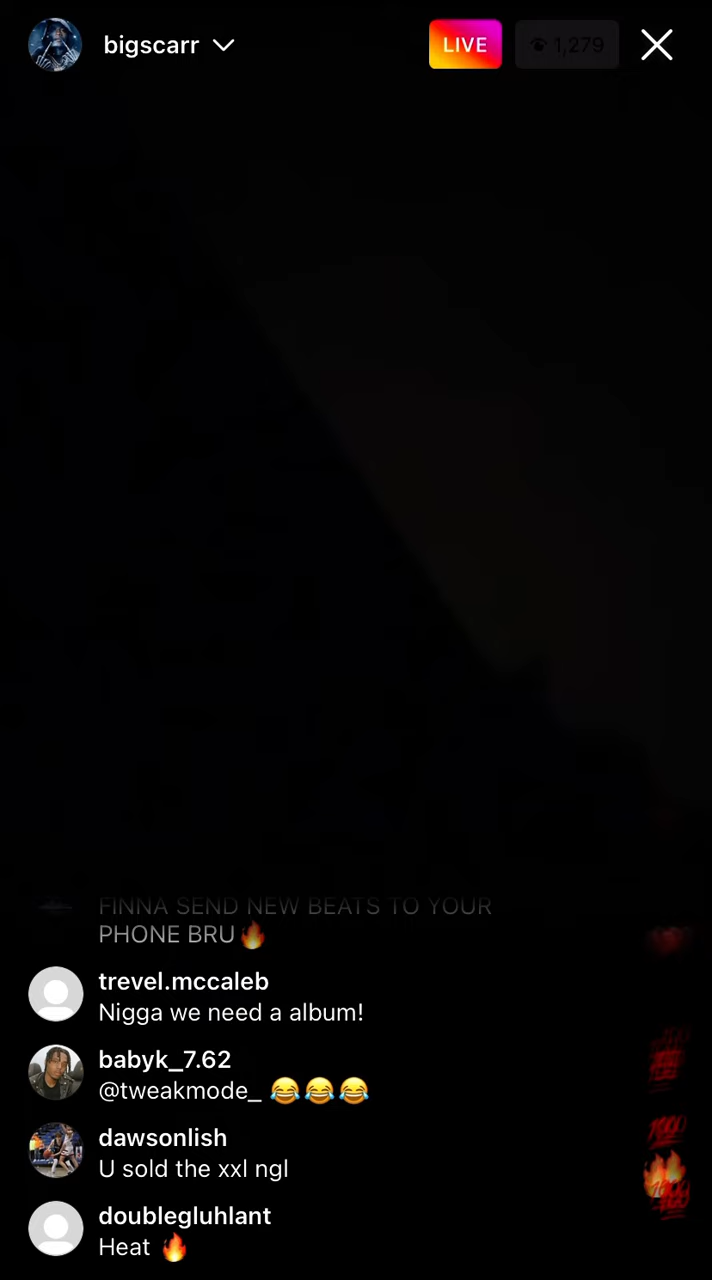 bigscarr
LIVE
1,279
FINNA SEND NEW BEATS TO YOUR
PHONE BRU🔥
trevel.mccaleb
Nigga we need a album!
babyk_7.62
@tweakmode_ 😂😂😂
dawsonlish
U sold the xxl ngl
doublegluhlant
Heat 🔥